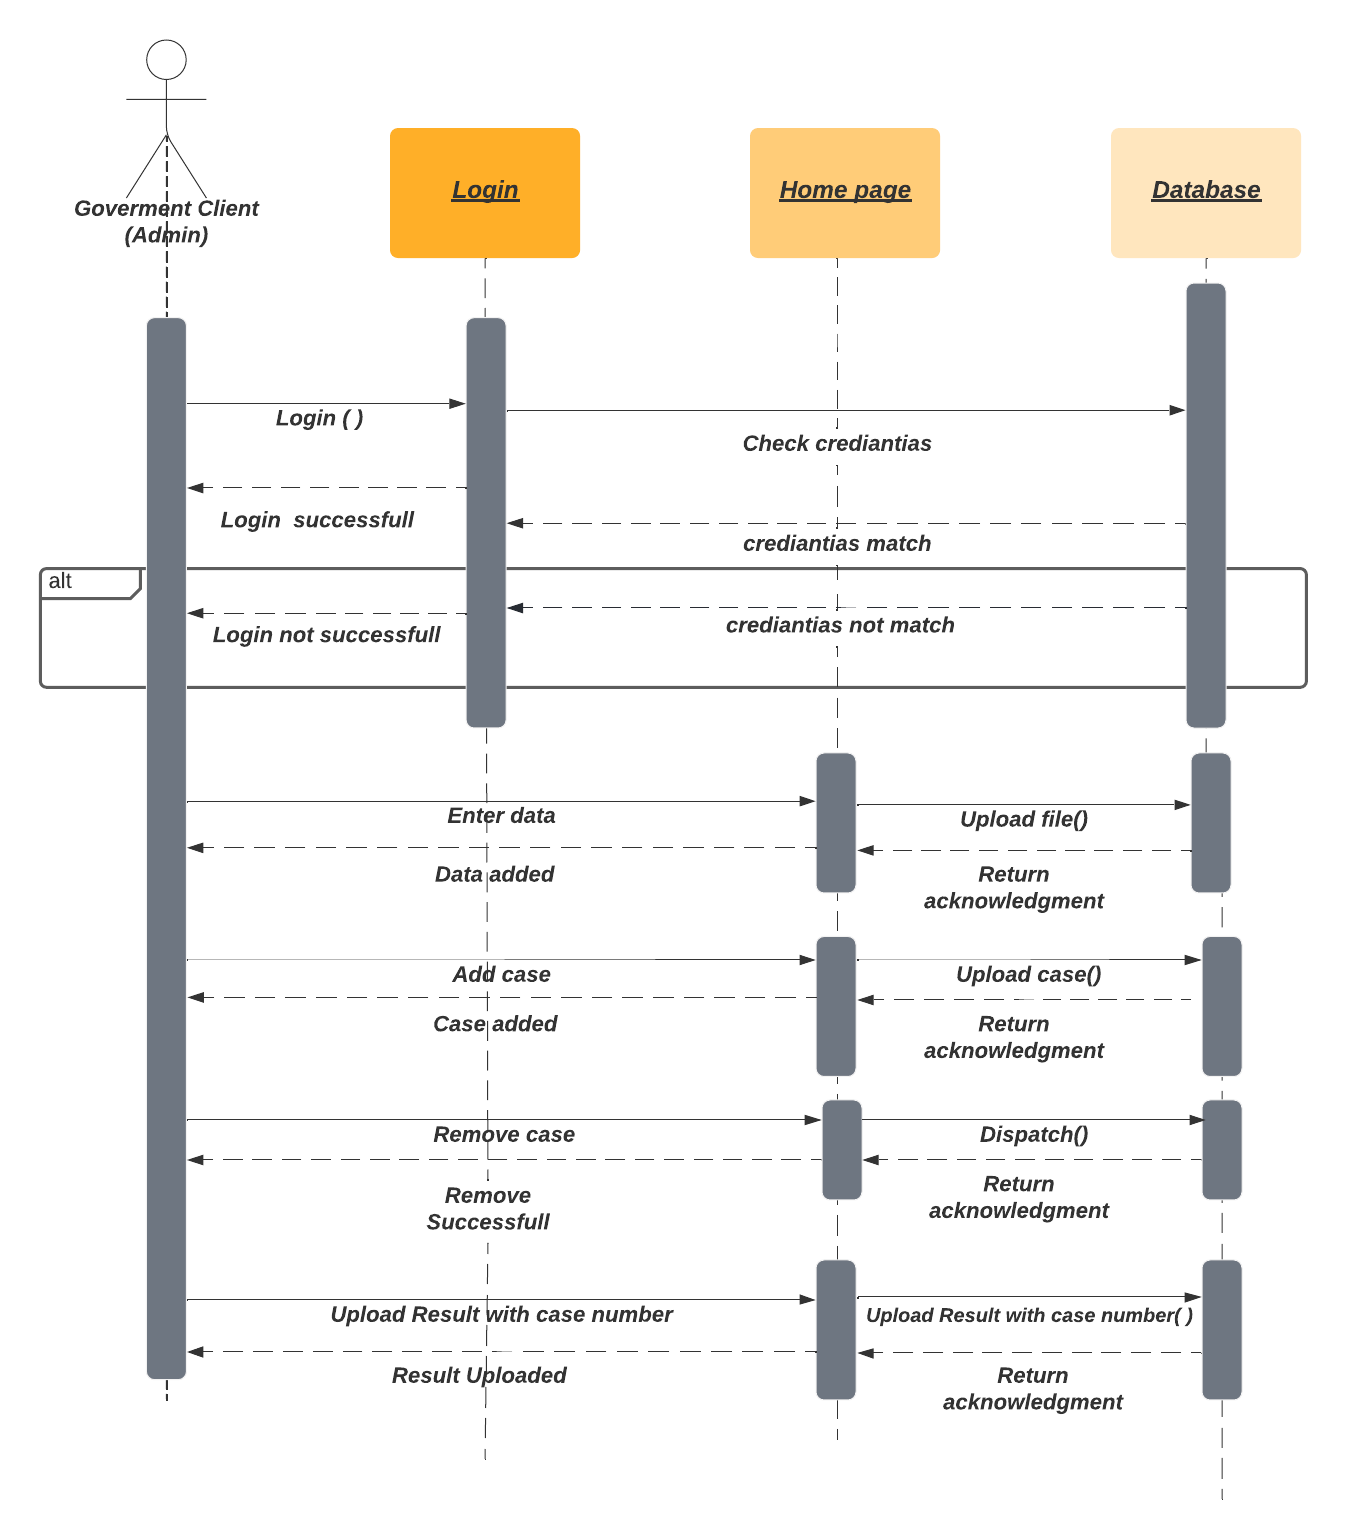 Goverment Client
(Admin)
Login
Home page
Database
Login ( )
Check crediantias
Login  successfull
crediantias match
alt
Login not successfull
crediantias not match
Enter data
Upload file()
Data added
Return
acknowledgment
Add case
Upload case()
Case added
Return
acknowledgment
Remove case
Dispatch()
Remove
Successfull
Return
acknowledgment
Upload Result with case number
Upload Result with case number( )
Result Uploaded
Return
acknowledgment